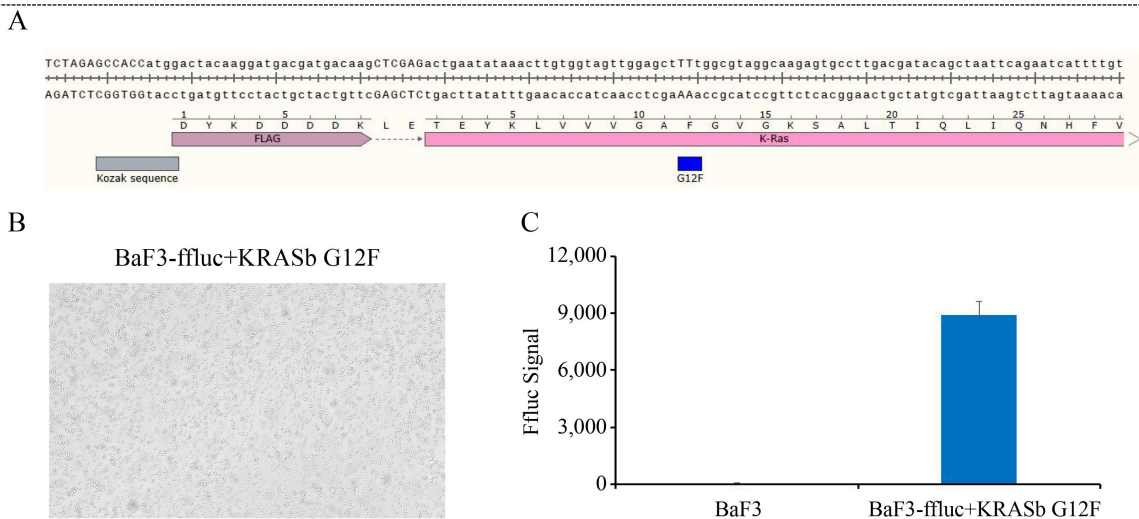 A
TCTAGAGCCACCatggactacaaggatgacgatgacaagCTCGAGactgaatataaacttgtggtagttggagctTTtggcgtaggcaagagtgccttgacgatacagctaattcagaatcattttgt
AGATCTCGGTGGtacctgatgttcctactgctactgttcGAGCTCtgacttatatttgaacaccatcaacctcgaAAaccgcatccgttctcacggaactgctatgtcgattaagtcttagtaaaaca
1 5 5 10 15 20 25
D Y K D D D D K L E T E Y K L V V V G A F G V G K S A L T I Q L I Q N H F V
FLAG K-Ras
Kozak sequence G12F
B
BaF3-ffluc+KRASb G12F
C
12,000
9,000
6,000
3,000
0
Ffluc Signal
BaF3 BaF3-ffluc+KRASb G12F